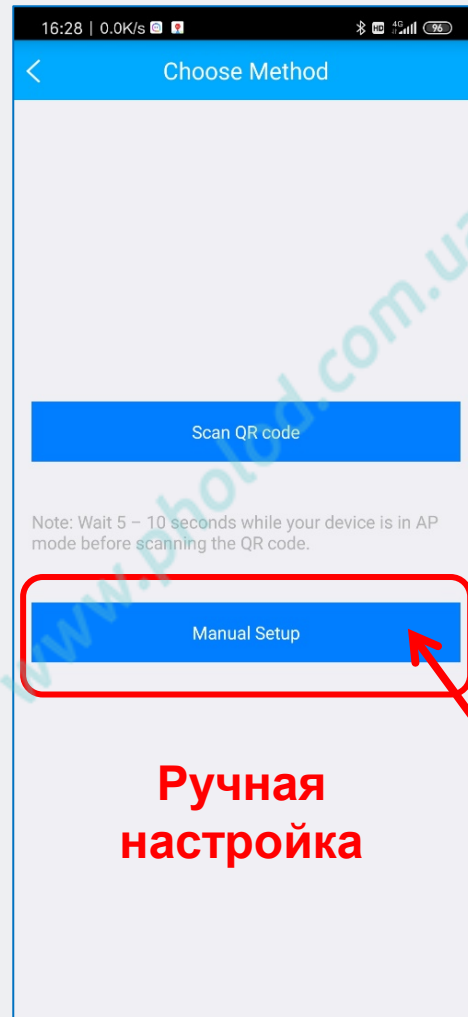 16:28 | 0.0K/s
HD 4G 96
Choose Method
Scan QR code
Note: Wait 5 – 10 seconds while your device is in AP
mode before scanning the QR code.
Manual Setup
Ручная
настройка
www.pholod.com.ua